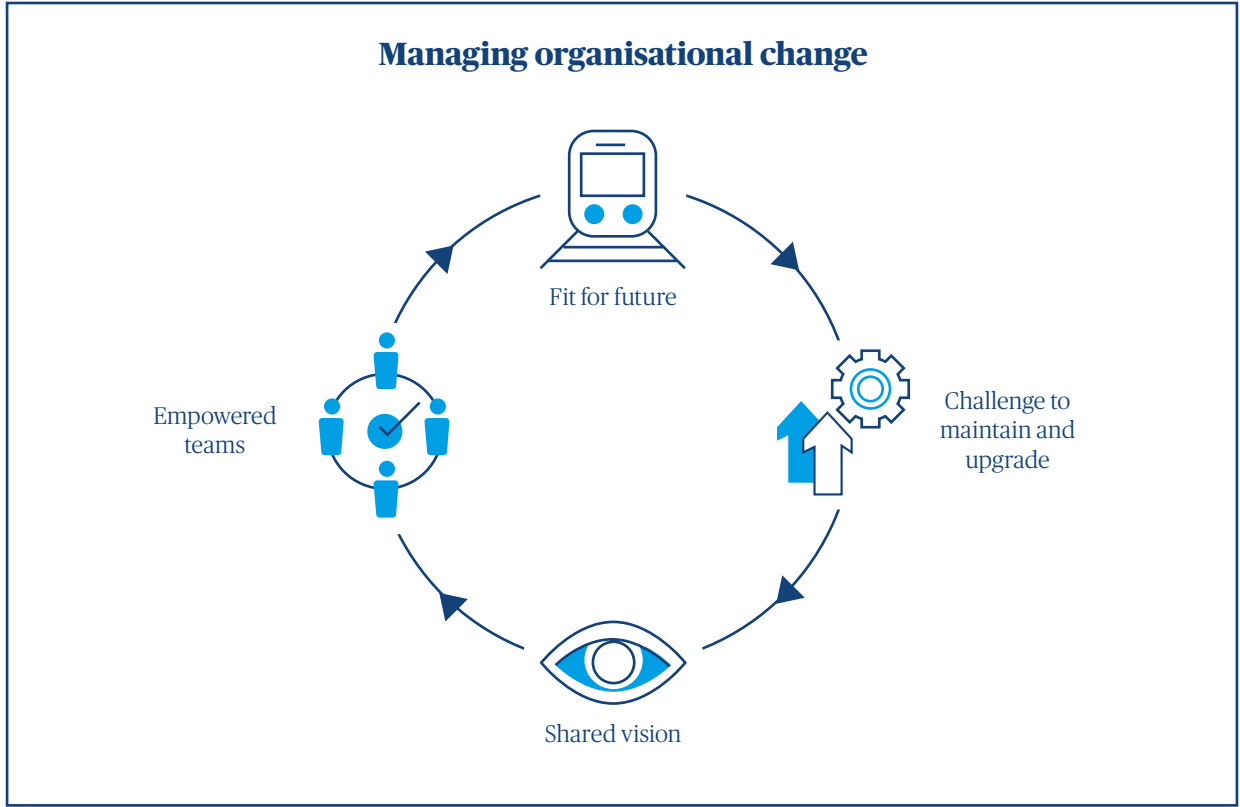 Managing organisational change
Fit for future
Challenge to
maintain and
upgrade
Empowered
teams
Shared vision